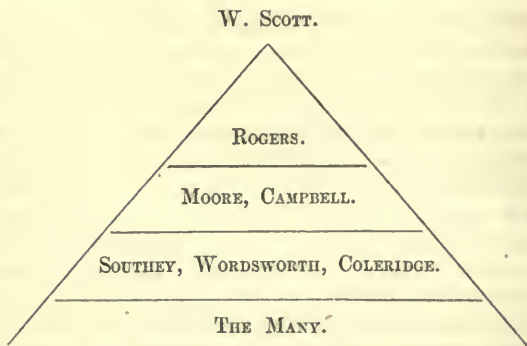 W. Scott.
Rogers.
Moore, Campbell.
Southey, Wordsworth, Coleridge.
The Many.